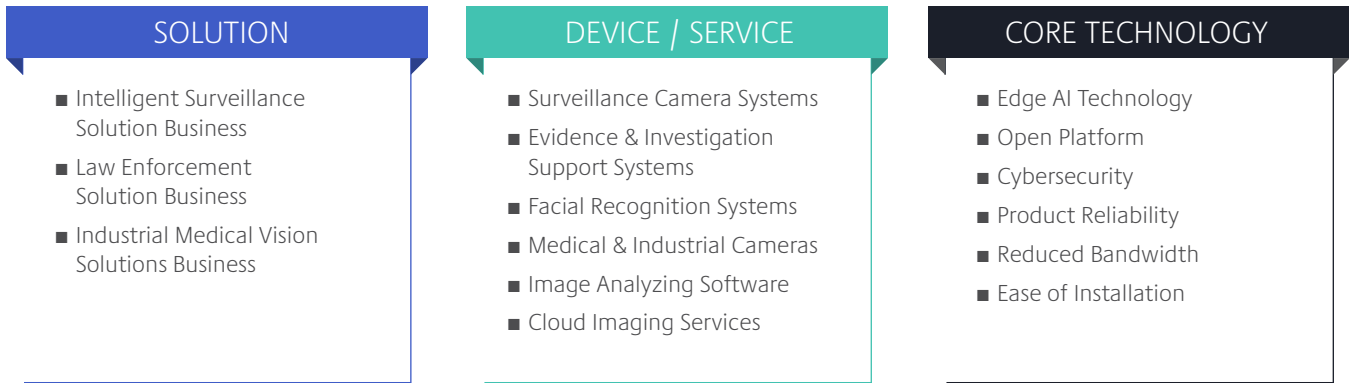 SOLUTION
■ Intelligent Surveillance
Solution Business
■ Law Enforcement
Solution Business
■ Industrial Medical Vision
Solutions Business
DEVICE / SERVICE
■ Surveillance Camera Systems
■ Evidence & Investigation
Support Systems
■ Facial Recognition Systems
■ Medical & Industrial Cameras
■ Image Analyzing Software
■ Cloud Imaging Services
CORE TECHNOLOGY
■ Edge AI Technology
■ Open Platform
■ Cybersecurity
■ Product Reliability
■ Reduced Bandwidth
■ Ease of Installation